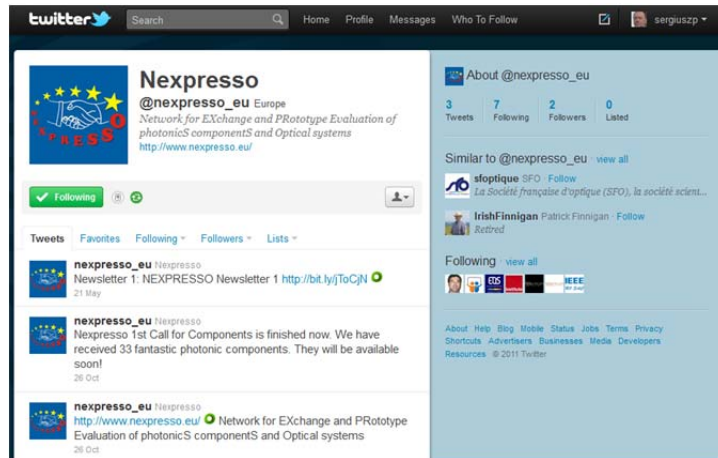 twitter
Search
Home Profile Messages Who To Follow
sergiuszp
Nexpresso
@nexpresso_eu Europe
Network for EXchange and PRototype Evaluation of
photonicS componentS and Optical systems
http://www.nexpresso.eu/
Following
Tweets Favorites Following Followers Lists
nexpresso_eu Nexpresso
Newsletter 1: NEXPRESSO Newsletter 1 http://bit.ly/jToCjN
21 May
nexpresso_eu Nexpresso
Nexpresso 1st Call for Components is finished now. We have
received 33 fantastic photonic components. They will be available
soon!
26 Oct
nexpresso_eu Nexpresso
http://www.nexpresso.eu/ Network for EXchange and PRototype
Evaluation of photonicS componentS and Optical systems
26 Oct
About @nexpresso_eu
3 7 2 0
Tweets Following Followers Listed
Similar to @nexpresso_eu · view all
sfoptique SFO · Follow
La Société française d'optique (SFO), la société scient...
IrishFinnigan Patrick Finnigan · Follow
Retired
Following · view all
EOS
IEEE
About Help Blog Mobile Status Jobs Terms Privacy
Shortcuts Advertisers Businesses Media Developers
Resources © 2011 Twitter